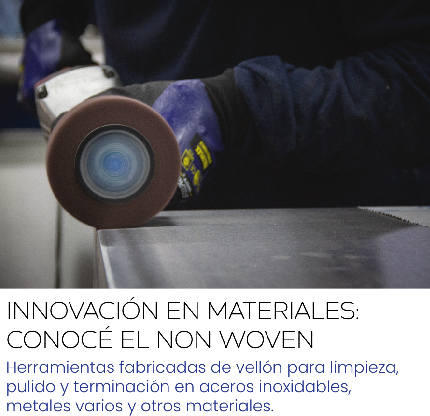 INNOVACIÓN EN MATERIALES:
CONOCÉ EL NON WOVEN
Herramientas fabricadas de vellón para limpieza,
pulido y terminación en aceros inoxidables,
metales varios y otros materiales.